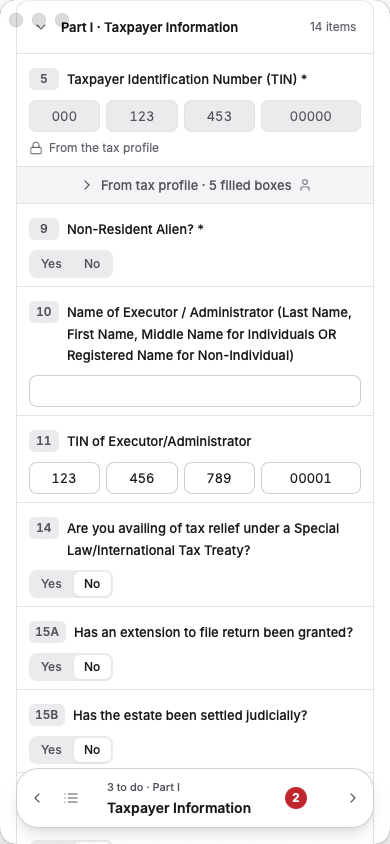 Part I · Taxpayer Information 14 items
5 Taxpayer Identification Number (TIN) *
000 123 453 00000
From the tax profile
From tax profile · 5 filled boxes
9 Non-Resident Alien? *
Yes No
10 Name of Executor / Administrator (Last Name,
First Name, Middle Name for Individuals OR
Registered Name for Non-Individual)
11 TIN of Executor/Administrator
123 456 789 00001
14 Are you availing of tax relief under a Special
Law/International Tax Treaty?
Yes No
15A Has an extension to file return been granted?
Yes No
15B Has the estate been settled judicially?
Yes No
3 to do · Part I
Taxpayer Information 2